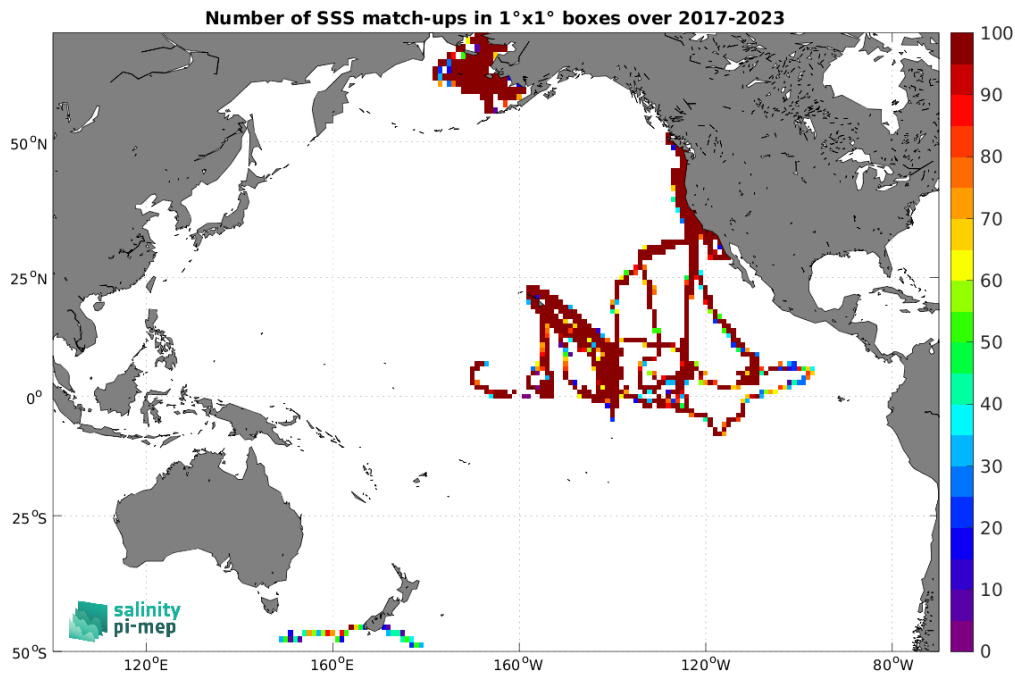 Number of SSS match-ups in 1°x1° boxes over 2017-2023
100
90
80
70
60
50
40
30
20
10
0
50°N
25°N
0°
25°S
50°S
120°E
160°E
160°W
120°W
80°W
salinity
pi-mep